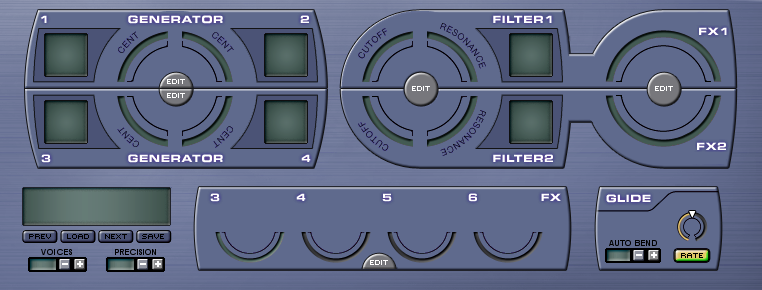 1 GENERATOR 2
CENT CENT
EDIT
EDIT
CENT CENT
3 GENERATOR 4
FILTER1
CUTOFF RESONANCE
EDIT
CUTOFF RESONANCE
FILTER2
FX1
EDIT
FX2
PREV LOAD NEXT SAVE
VOICES PRECISION
- + - +
3 4 5 6 FX
EDIT
GLIDE
AUTO BEND
- +
RATE